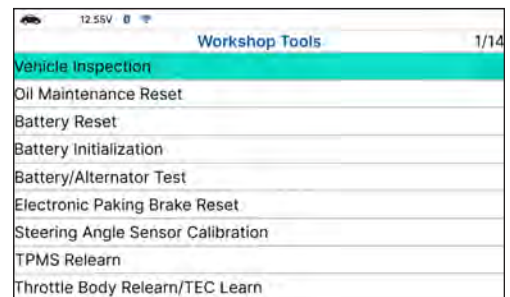 12.55V
Workshop Tools 1/14
Vehicle Inspection
Oil Maintenance Reset
Battery Reset
Battery Initialization
Battery/Alternator Test
Electronic Paking Brake Reset
Steering Angle Sensor Calibration
TPMS Relearn
Throttle Body Relearn/TEC Learn